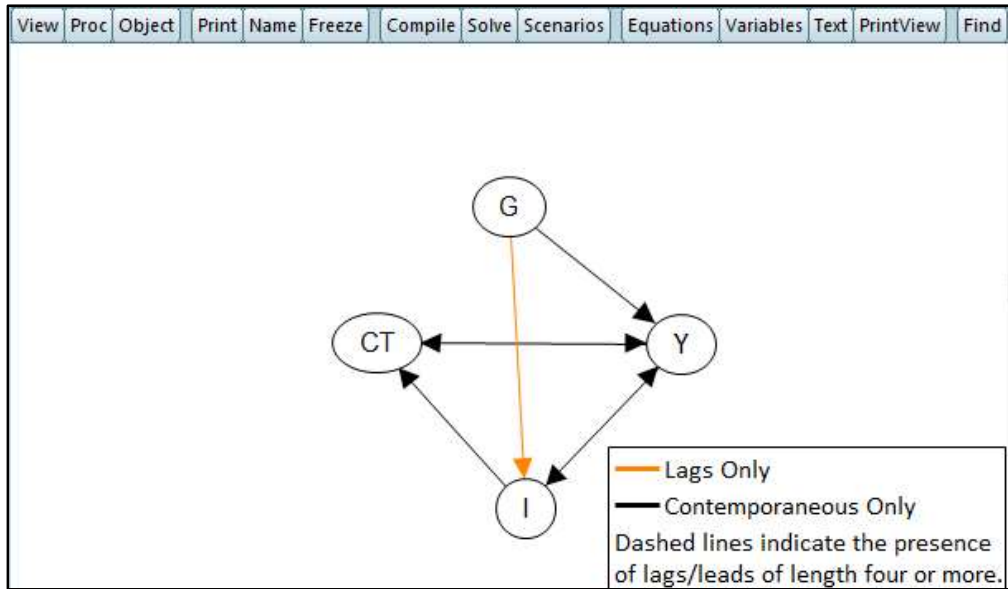 View Proc Object Print Name Freeze Compile Solve Scenarios Equations Variables Text PrintView Find
G
CT
Y
I
Lags Only
Contemporaneous Only
Dashed lines indicate the presence
of lags/leads of length four or more.